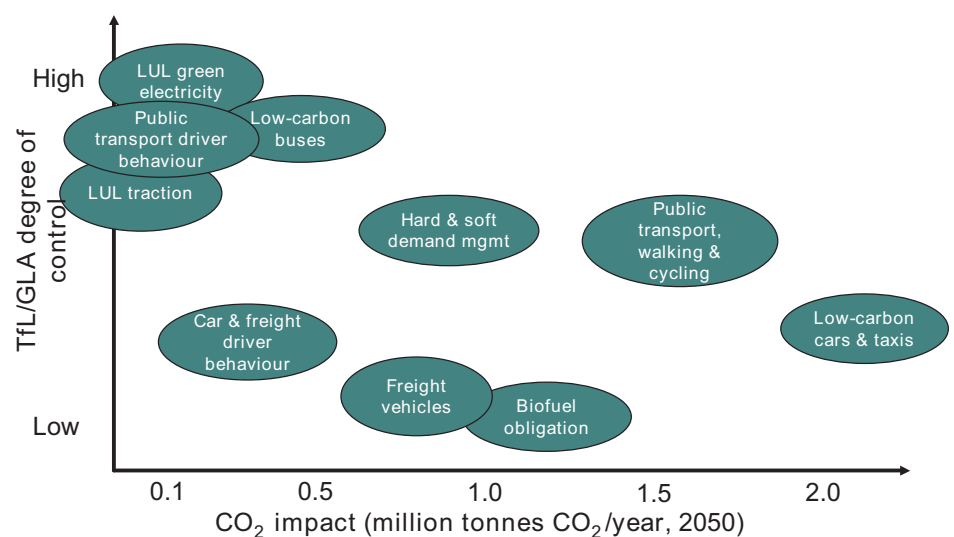 High
LUL green
electricity
Public
transport driver
behaviour
Low-carbon
buses
LUL traction
TfL/GLA degree of
control
Hard & soft
demand mgmt
Public
transport,
walking &
cycling
Car & freight
driver
behaviour
Low-carbon
cars & taxis
Freight
vehicles
Biofuel
obligation
Low
0.1 0.5 1.0 1.5 2.0
CO₂ impact (million tonnes CO₂/year, 2050)